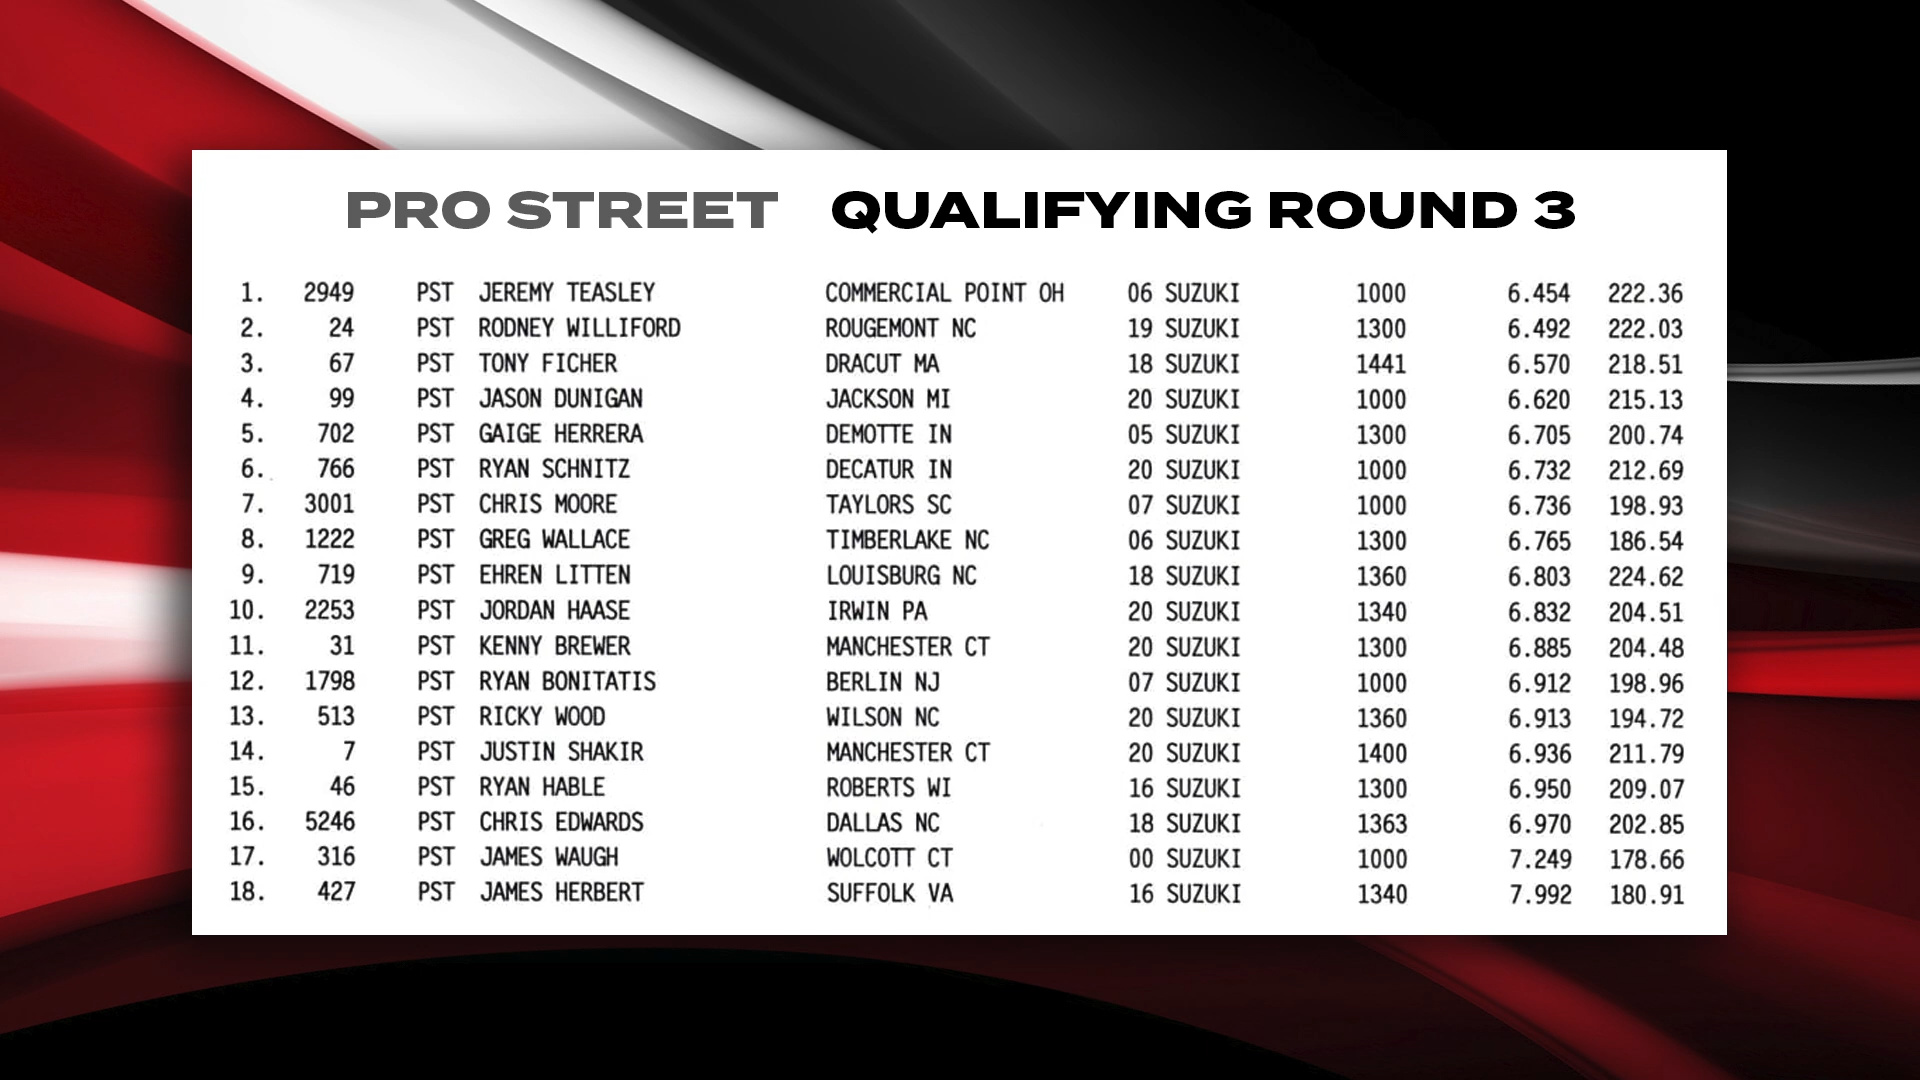 PRO STREET QUALIFYING ROUND 3
1. 2949 PST JEREMY TEASLEY COMMERCIAL POINT OH 06 SUZUKI 1000 6.454 222.36
2. 24 PST RODNEY WILLIFORD ROUGEMONT NC 19 SUZUKI 1300 6.492 222.03
3. 67 PST TONY FICHER DRACUT MA 18 SUZUKI 1441 6.570 218.51
4. 99 PST JASON DUNIGAN JACKSON MI 20 SUZUKI 1000 6.620 215.13
5. 702 PST GAIGE HERRERA DEMOTTE IN 05 SUZUKI 1300 6.705 200.74
6. 766 PST RYAN SCHNITZ DECATUR IN 20 SUZUKI 1000 6.732 212.69
7. 3001 PST CHRIS MOORE TAYLORS SC 07 SUZUKI 1000 6.736 198.93
8. 1222 PST GREG WALLACE TIMBERLAKE NC 06 SUZUKI 1300 6.765 186.54
9. 719 PST EHREN LITTEN LOUISBURG NC 18 SUZUKI 1360 6.803 224.62
10. 2253 PST JORDAN HAASE IRWIN PA 20 SUZUKI 1340 6.832 204.51
11. 31 PST KENNY BREWER MANCHESTER CT 20 SUZUKI 1300 6.885 204.48
12. 1798 PST RYAN BONITATIS BERLIN NJ 07 SUZUKI 1000 6.912 198.96
13. 513 PST RICKY WOOD WILSON NC 20 SUZUKI 1360 6.913 194.72
14. 7 PST JUSTIN SHAKIR MANCHESTER CT 20 SUZUKI 1400 6.936 211.79
15. 46 PST RYAN HABLE ROBERTS WI 16 SUZUKI 1300 6.950 209.07
16. 5246 PST CHRIS EDWARDS DALLAS NC 18 SUZUKI 1363 6.970 202.85
17. 316 PST JAMES WAUGH WOLCOTT CT 00 SUZUKI 1000 7.249 178.66
18. 427 PST JAMES HERBERT SUFFOLK VA 16 SUZUKI 1340 7.992 180.91